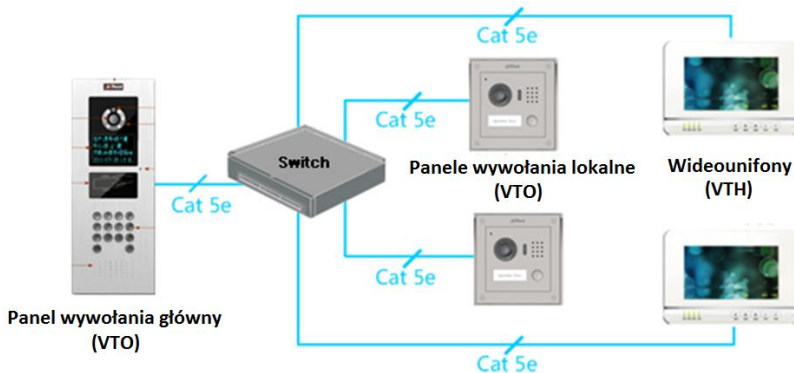 Cat 5e
Cat 5e
Switch
Panele wywołania lokalne
(VTO)
Wideounifony
(VTH)
Cat 5e
Cat 5e
Panel wywołania główny
(VTO)
Cat 5e